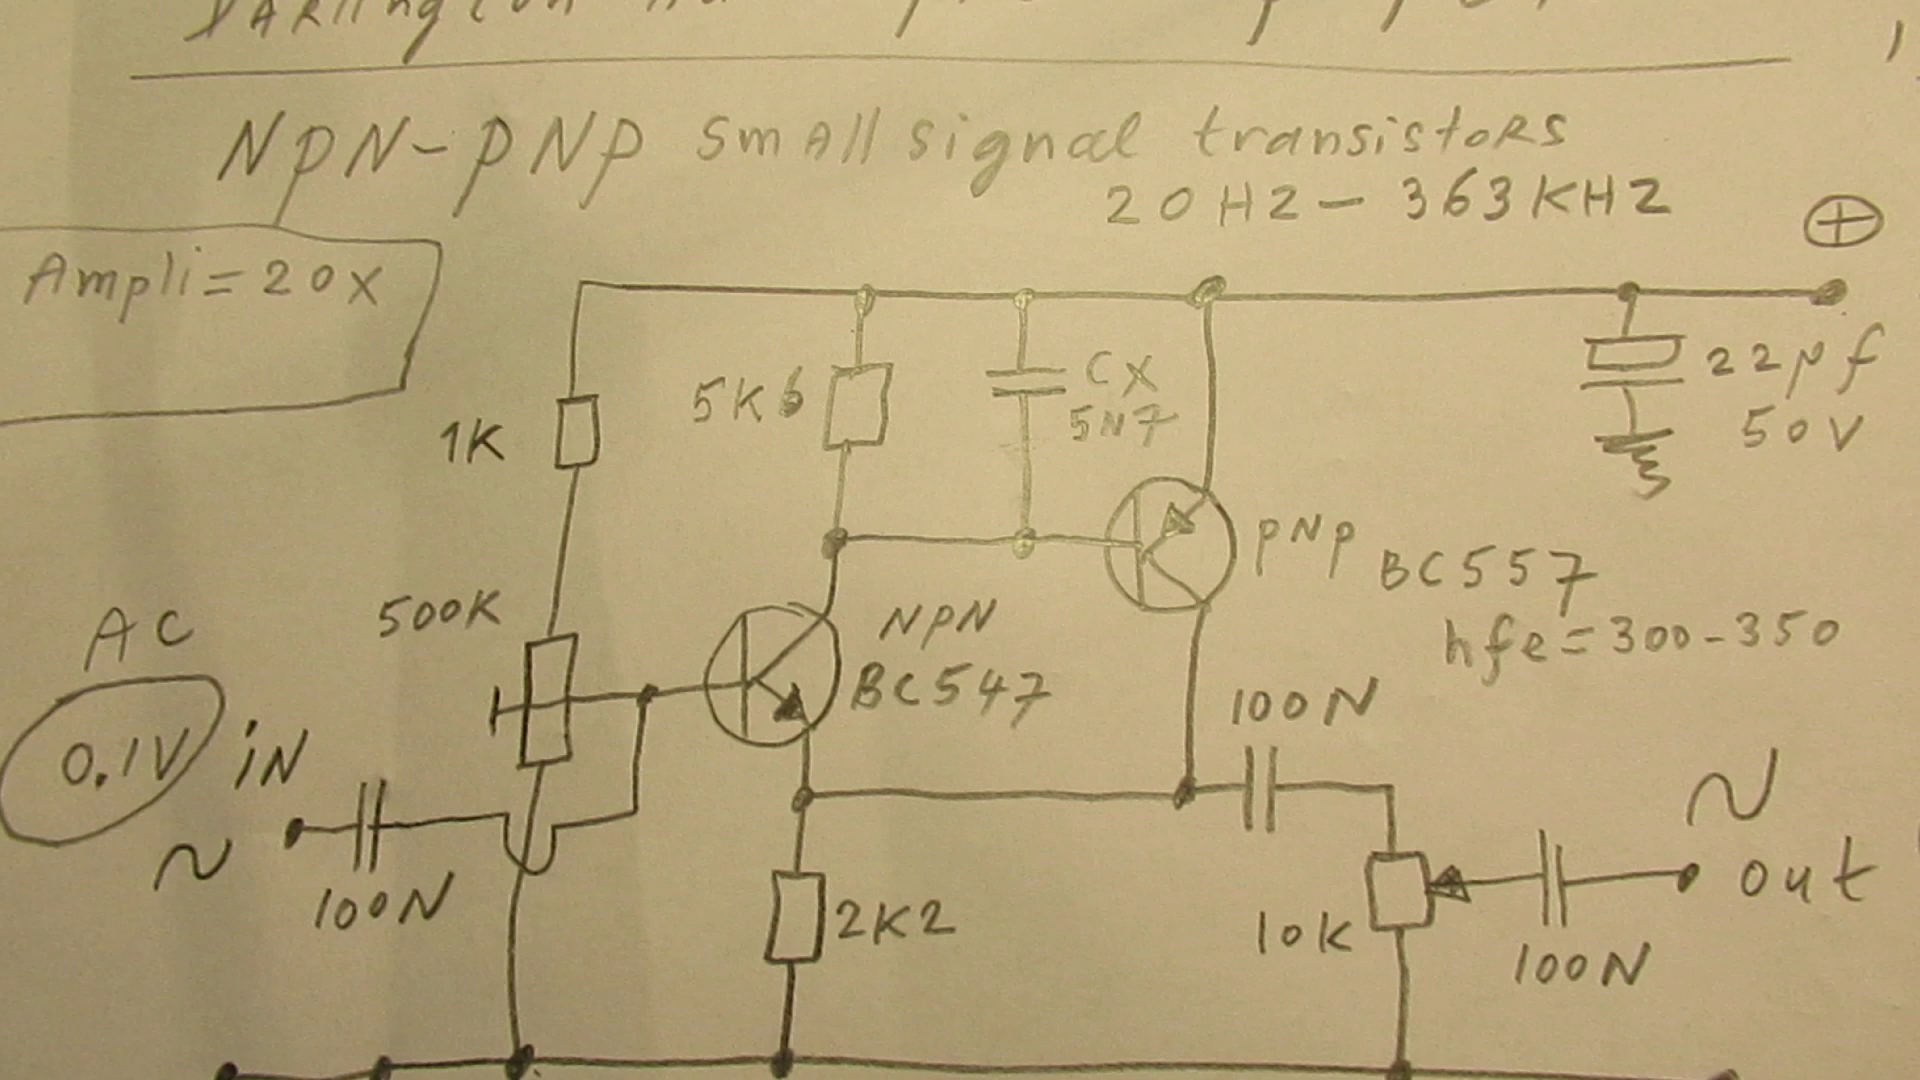 DARlington
NpN-pNp small signal transistors
20HZ - 363KHZ
Ampli = 20x
+
1K
5K6
CX
5N7
22µf
50V
500K
NPN
BC547
pNp
BC557
hfe = 300-350
AC
0.1V
iN
~
100N
2K2
100N
10K
100N
~
out